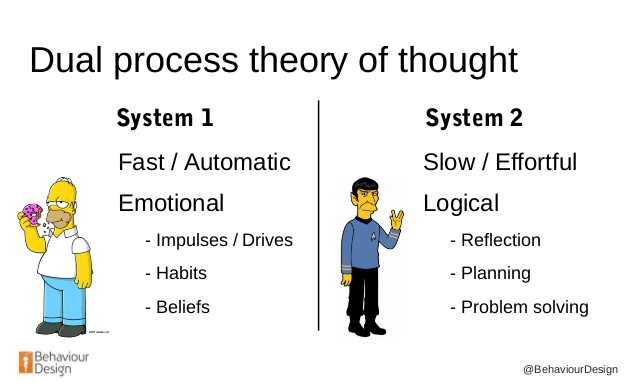 Dual process theory of thought
System 1
Fast / Automatic
Emotional
- Impulses / Drives
- Habits
- Beliefs
System 2
Slow / Effortful
Logical
- Reflection
- Planning
- Problem solving
Behaviour
Design
@BehaviourDesign